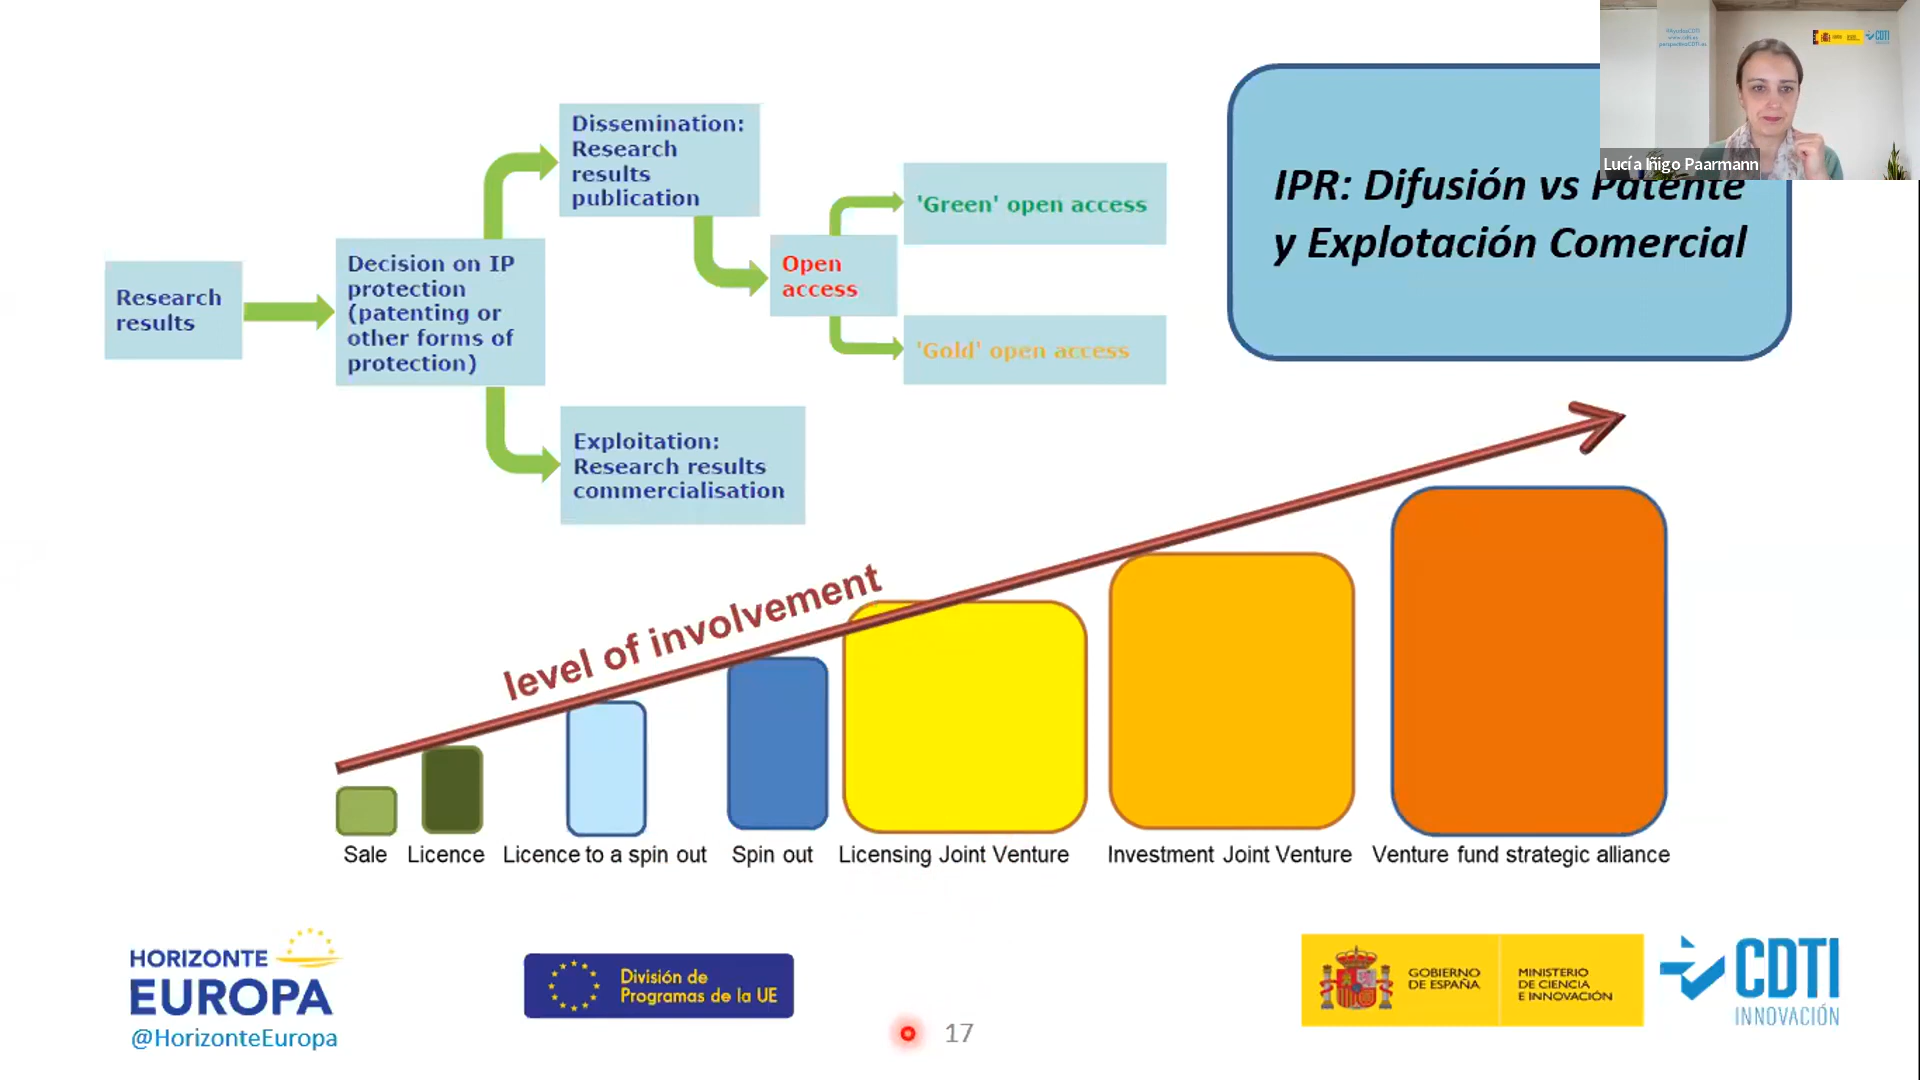 Research
results
Decision on IP
protection
(patenting or
other forms of
protection)
Dissemination:
Research
results
publication
Open
access
'Green' open access
'Gold' open access
Exploitation:
Research results
commercialisation
IPR: Difusión vs Patente
y Explotación Comercial
Lucía Iñigo Paarmann
CDTI
level of involvement
Sale
Licence
Licence to a spin out
Spin out
Licensing Joint Venture
Investment Joint Venture
Venture fund strategic alliance
HORIZONTE
EUROPA
@HorizonteEuropa
División de
Programas de la UE
17
GOBIERNO
DE ESPAÑA
MINISTERIO
DE CIENCIA
E INNOVACIÓN
CDTI
INNOVACIÓN